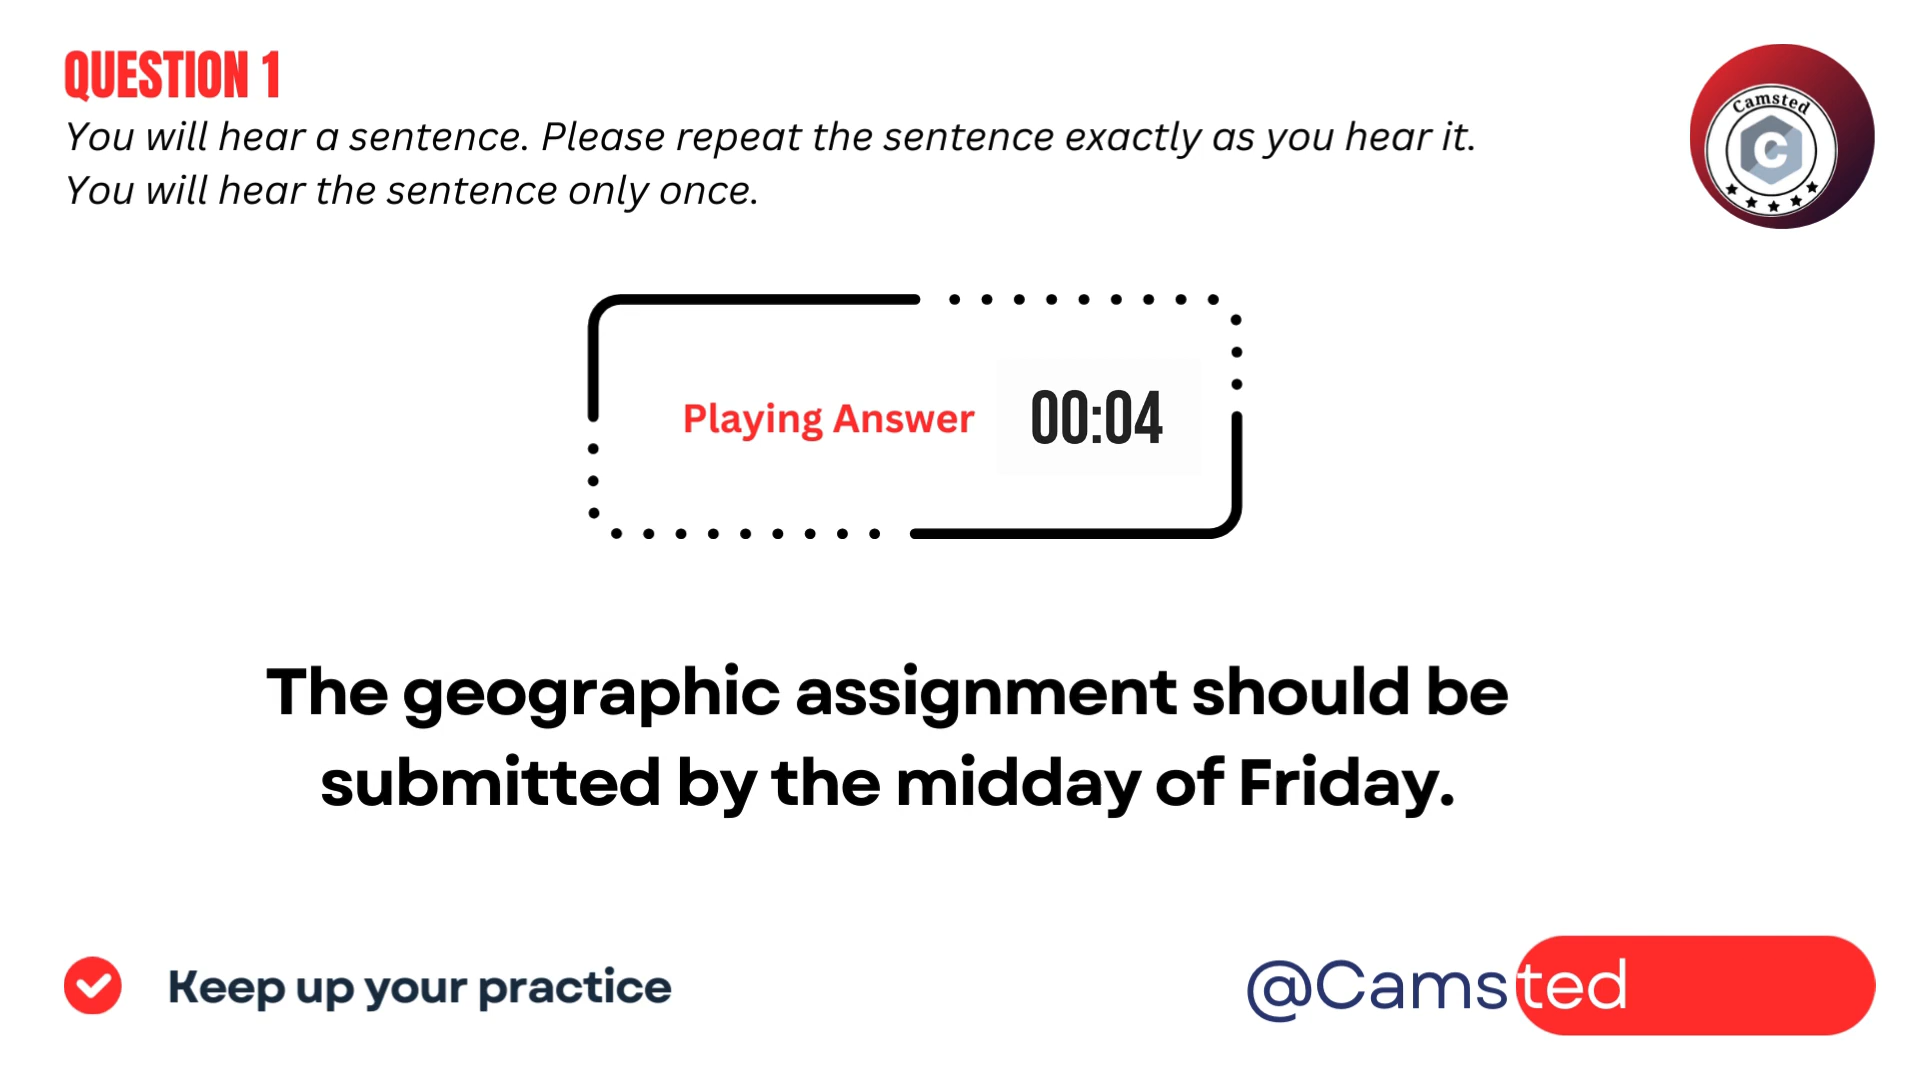 QUESTION 1
You will hear a sentence. Please repeat the sentence exactly as you hear it.
You will hear the sentence only once.
Camsted
C
Playing Answer 00:04
The geographic assignment should be
submitted by the midday of Friday.
Keep up your practice
@Camsted